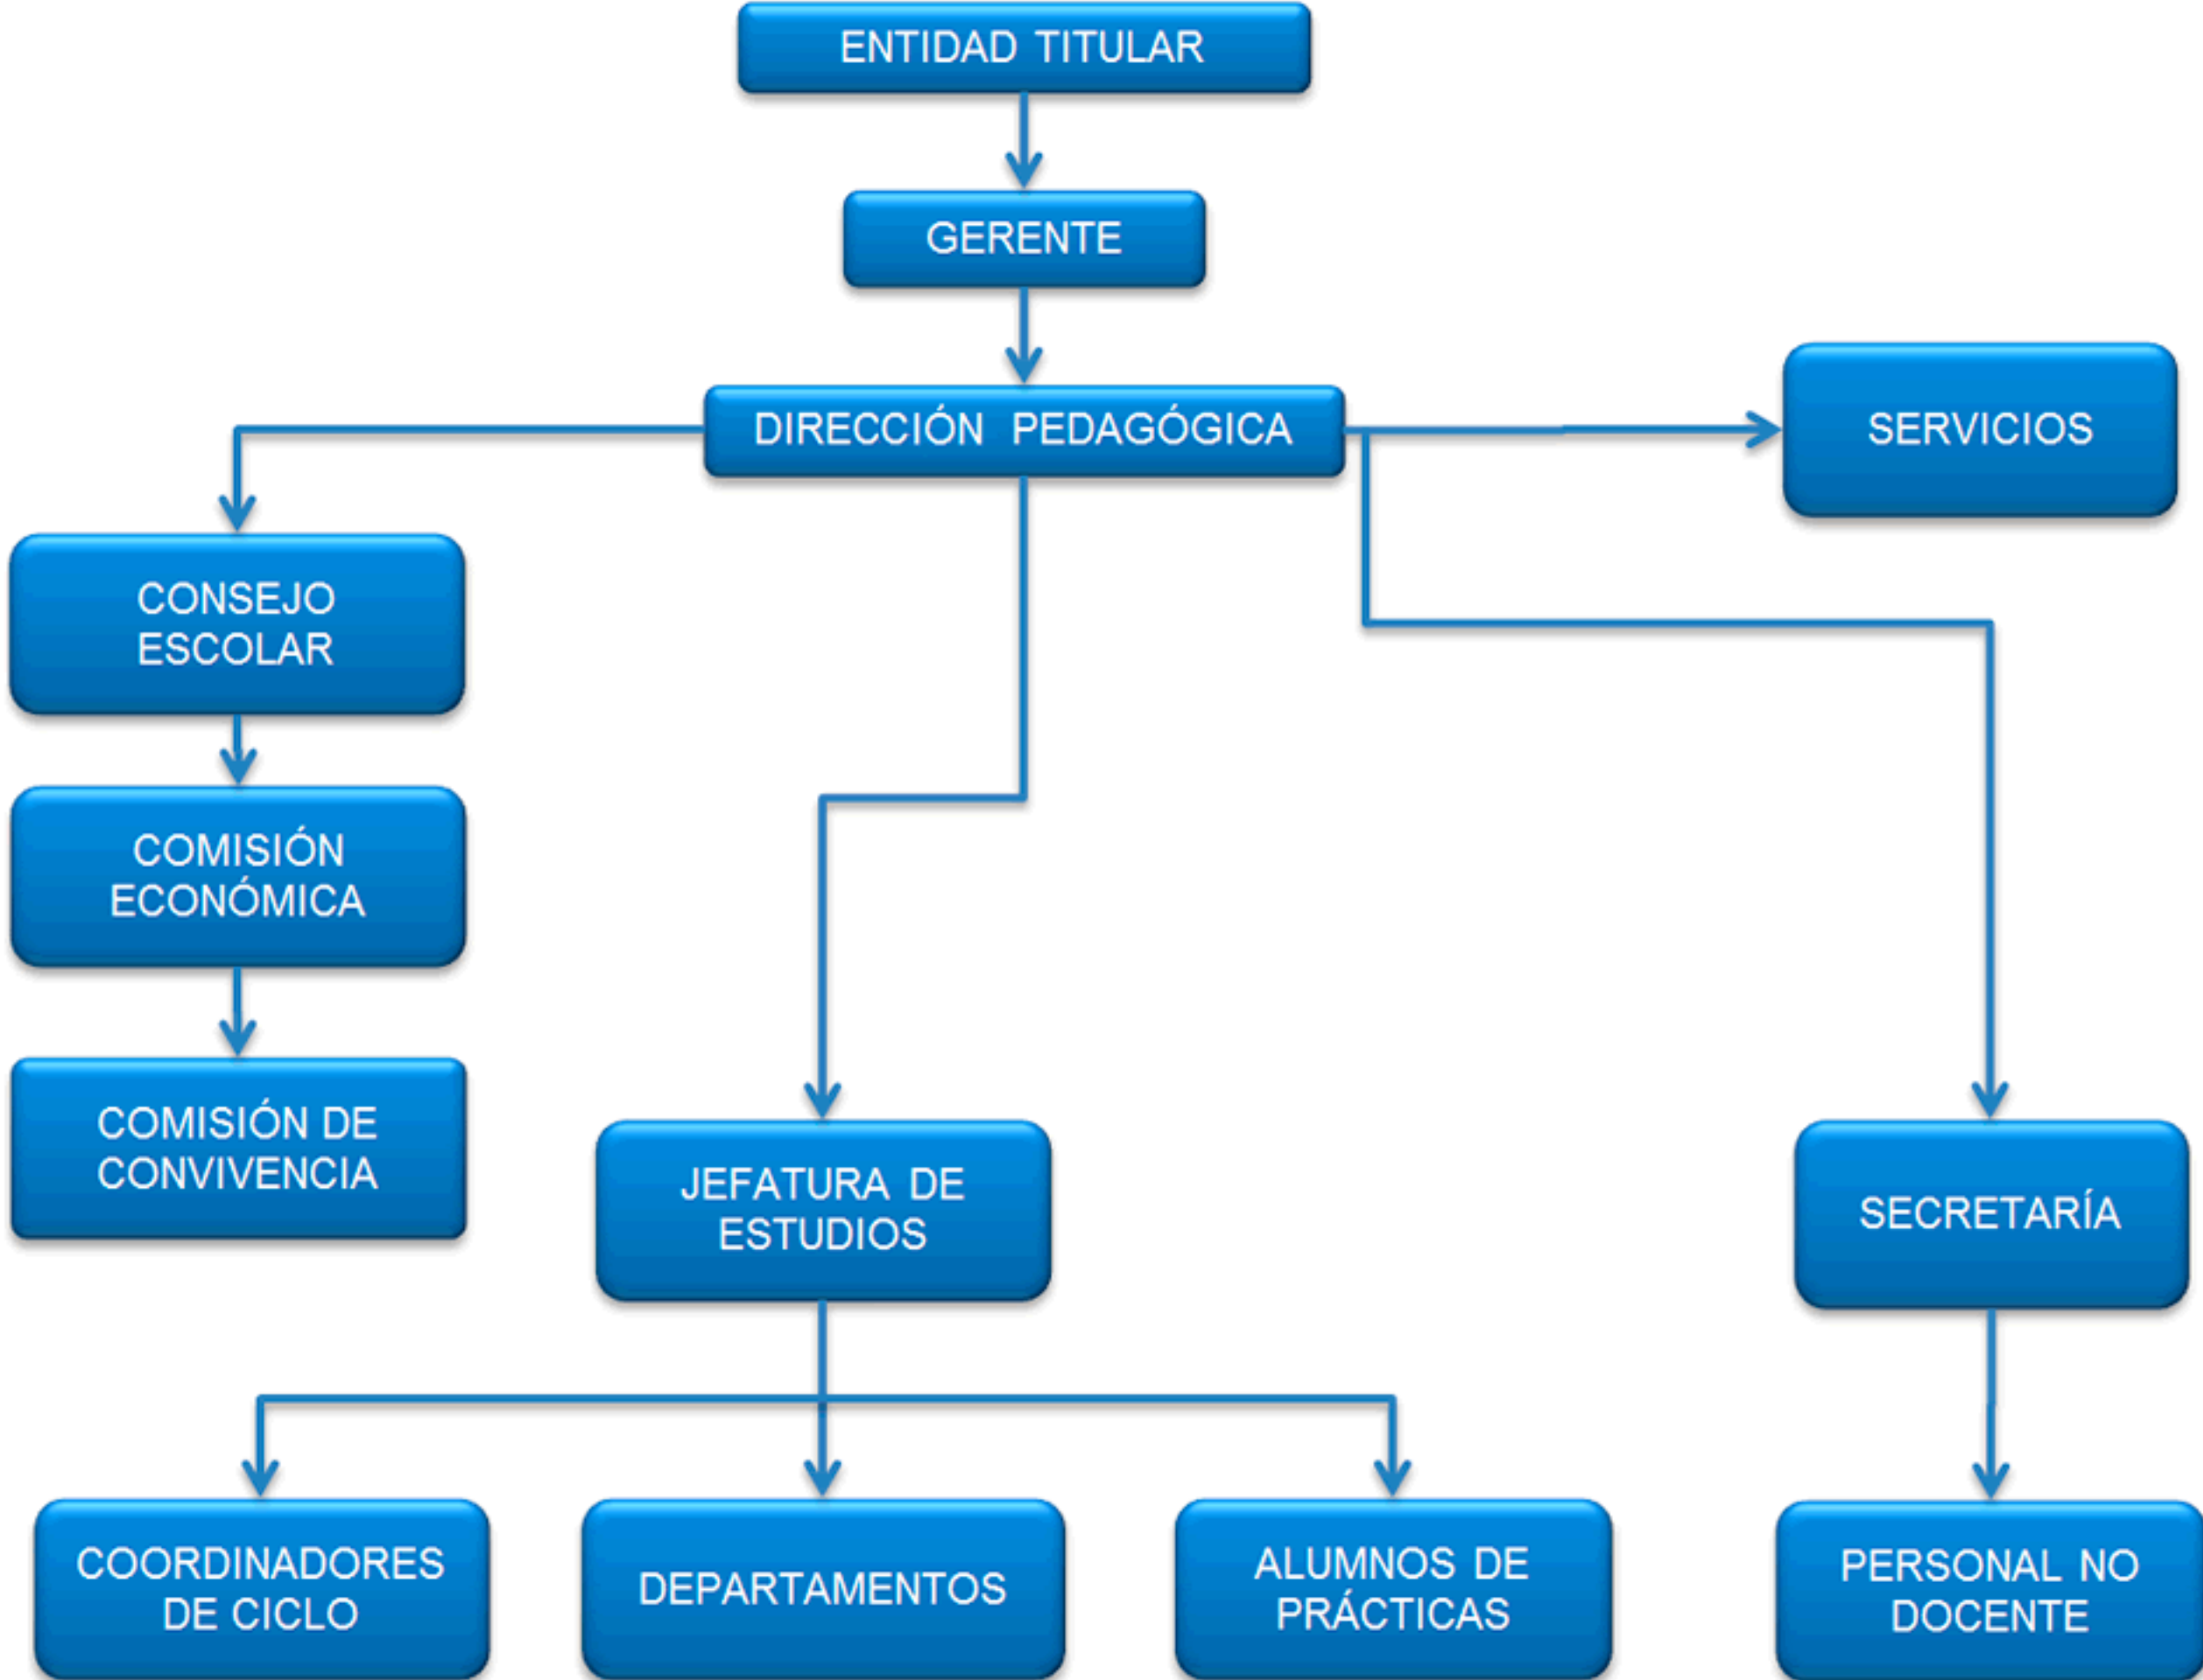 ENTIDAD TITULAR
GERENTE
DIRECCIÓN PEDAGÓGICA
SERVICIOS
CONSEJO
ESCOLAR
COMISIÓN
ECONÓMICA
COMISIÓN DE
CONVIVENCIA
JEFATURA DE
ESTUDIOS
SECRETARÍA
COORDINADORES
DE CICLO
DEPARTAMENTOS
ALUMNOS DE
PRÁCTICAS
PERSONAL NO
DOCENTE